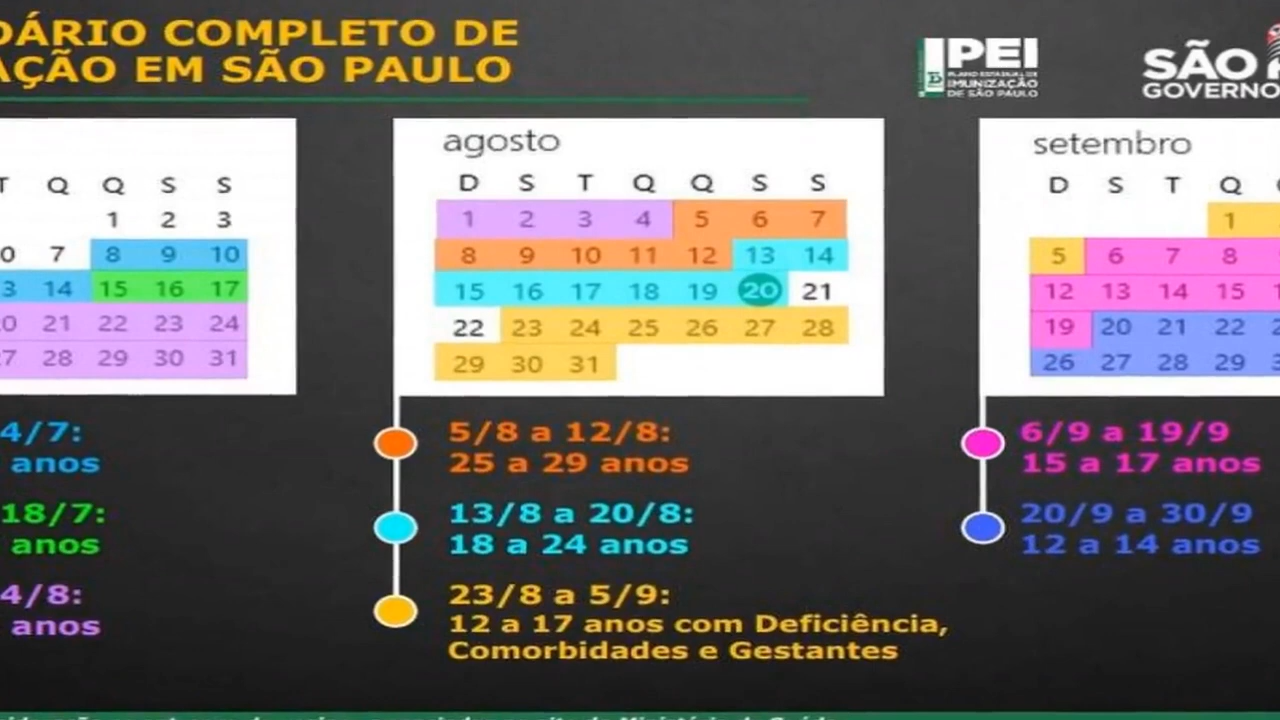 DÁRIO COMPLETO DE
AÇÃO EM SÃO PAULO
IPEI
PLANO ESTADUAL DE
IMUNIZAÇÃO
DE SÃO PAULO
SÃO
GOVERNO
T Q Q S S
1 2 3
0 7 8 9 10
3 14 15 16 17
0 21 22 23 24
7 28 29 30 31
4/7:
anos
18/7:
anos
4/8:
anos
agosto
D S T Q Q S S
1 2 3 4 5 6 7
8 9 10 11 12 13 14
15 16 17 18 19 20 21
22 23 24 25 26 27 28
29 30 31
5/8 a 12/8:
25 a 29 anos
13/8 a 20/8:
18 a 24 anos
23/8 a 5/9:
12 a 17 anos com Deficiência,
Comorbidades e Gestantes
setembro
D S T Q
1
5 6 7 8
12 13 14 15
19 20 21 22
26 27 28 29
6/9 a 19/9
15 a 17 anos
20/9 a 30/9
12 a 14 anos